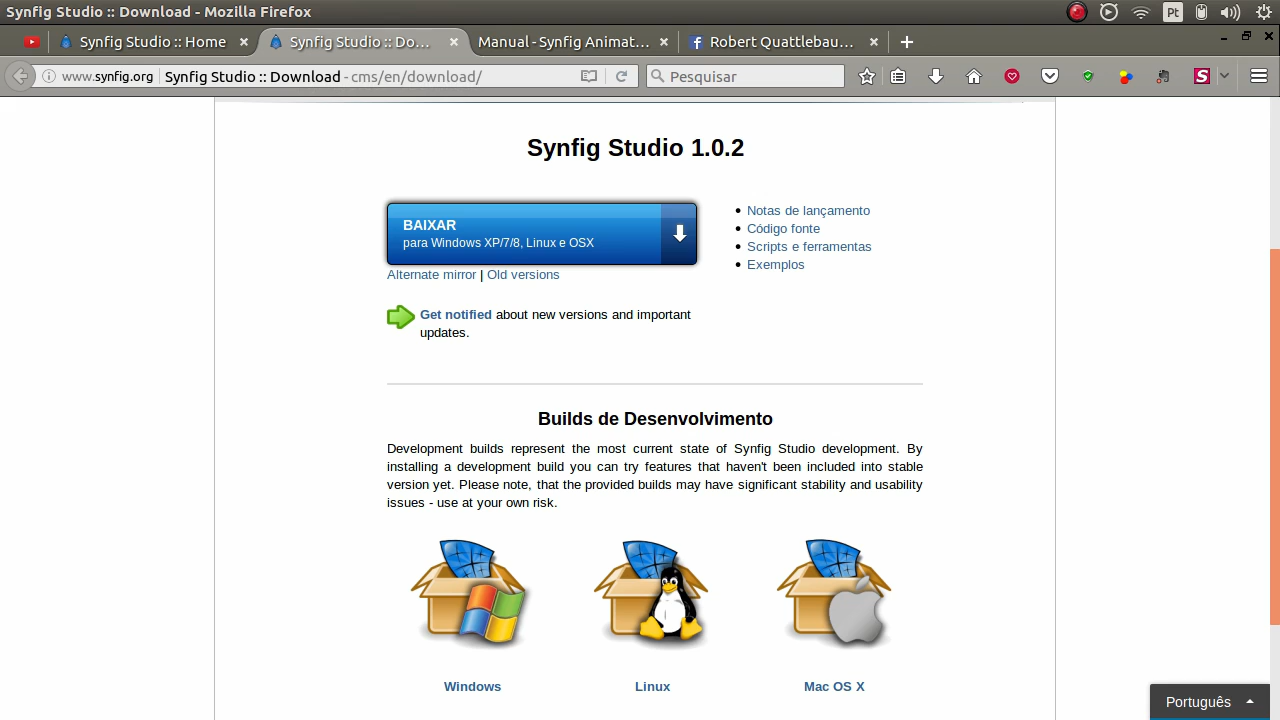 Synfig Studio :: Download - Mozilla Firefox
Pt
Synfig Studio :: Home
Synfig Studio :: Do...
Manual - Synfig Animat...
Robert Quattlebau...
www.synfig.org
Synfig Studio :: Download - cms/en/download/
Pesquisar
Synfig Studio 1.0.2
BAIXAR
para Windows XP/7/8, Linux e OSX
Alternate mirror | Old versions
Notas de lançamento
Código fonte
Scripts e ferramentas
Exemplos
Get notified about new versions and important
updates.
Builds de Desenvolvimento
Development builds represent the most current state of Synfig Studio development. By
installing a development build you can try features that haven't been included into stable
version yet. Please note, that the provided builds may have significant stability and usability
issues - use at your own risk.
Windows
Linux
Mac OS X
Português